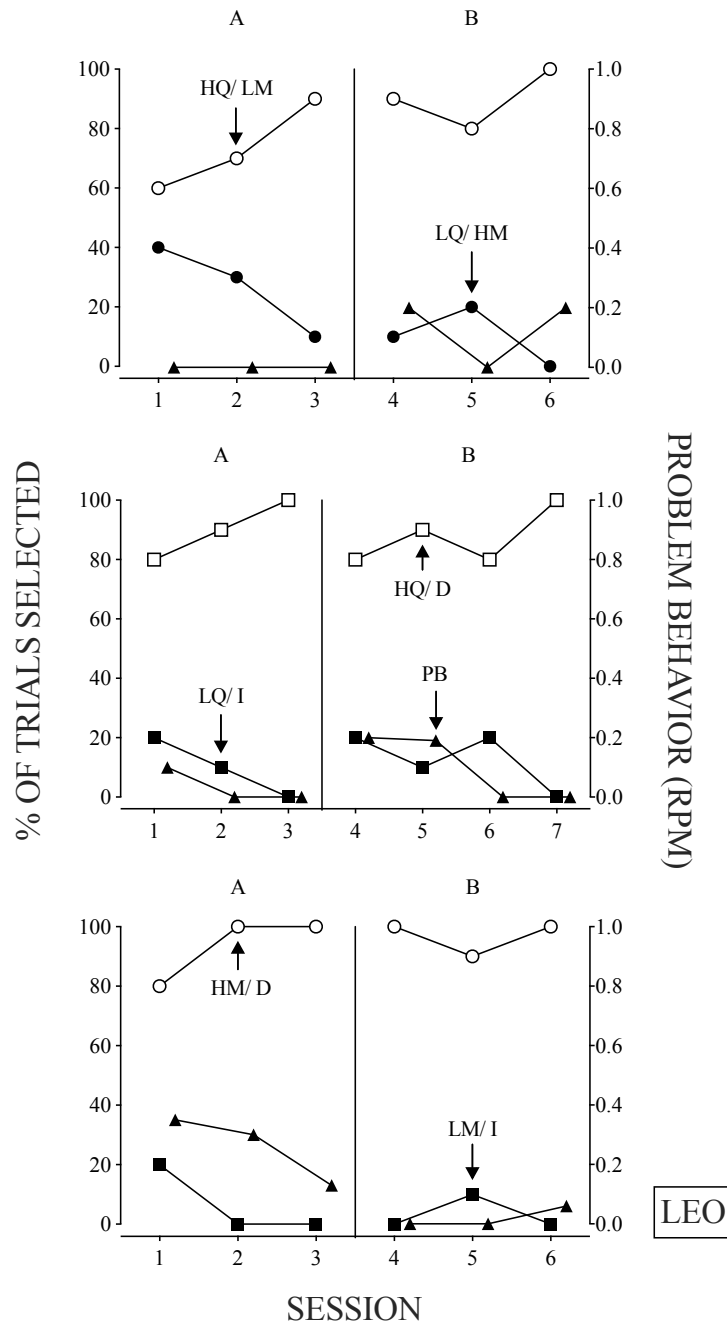 A B
HQ/ LM
LQ/ HM
100 80 60 40 20 0
1.0 0.8 0.6 0.4 0.2 0.0
1 2 3 4 5 6
A B
HQ/ D
LQ/ I
PB
100 80 60 40 20 0
1.0 0.8 0.6 0.4 0.2 0.0
1 2 3 4 5 6 7
A B
HM/ D
LM/ I
100 80 60 40 20 0
1.0 0.8 0.6 0.4 0.2 0.0
1 2 3 4 5 6
% OF TRIALS SELECTED
PROBLEM BEHAVIOR (RPM)
SESSION
LEO